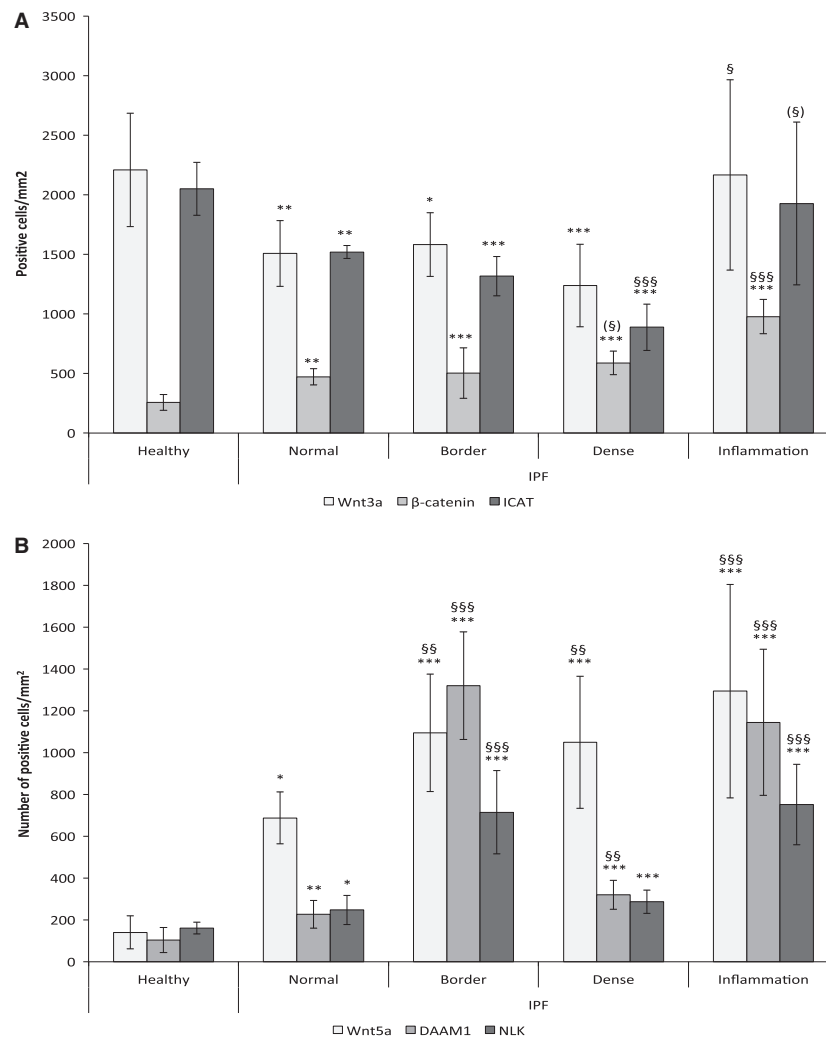 A
3500
3000
2500
2000
1500
1000
500
0
Positive cells/mm2
** ** **
* *** ***
*** (§) *** §§§ ***
§ §§§ *** (§)
Healthy Normal Border Dense Inflammation
IPF
Wnt3a β-catenin ICAT
B
2000
1800
1600
1400
1200
1000
800
600
400
200
0
Number of positive cells/mm²
* ** *
§§ *** §§§ *** §§§ ***
§§ *** §§ *** ***
§§§ *** §§§ *** §§§ ***
Healthy Normal Border Dense Inflammation
IPF
Wnt5a DAAM1 NLK